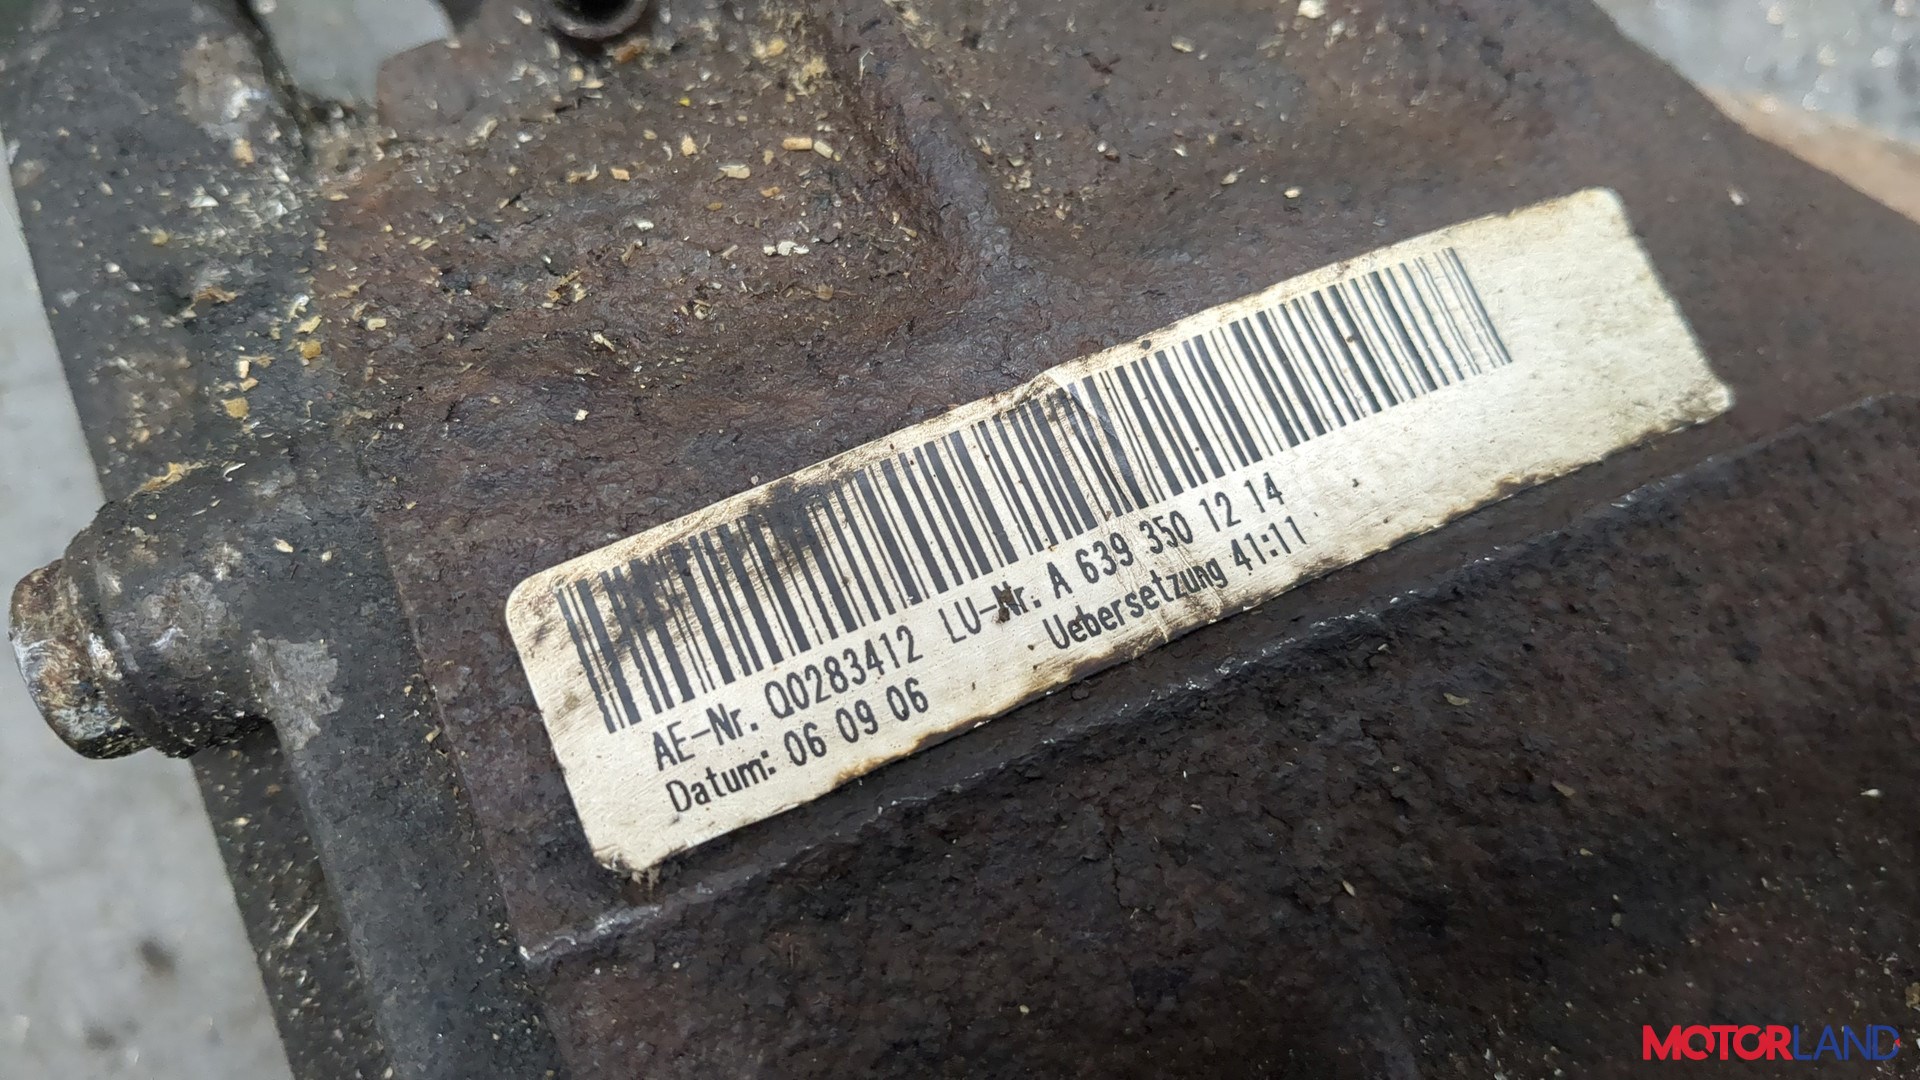 AE-Nr. Q0283412 LU-Nr. A 639 350 12 14
Datum: 06 09 06 Uebersetzung 41:11
MOTORLAND